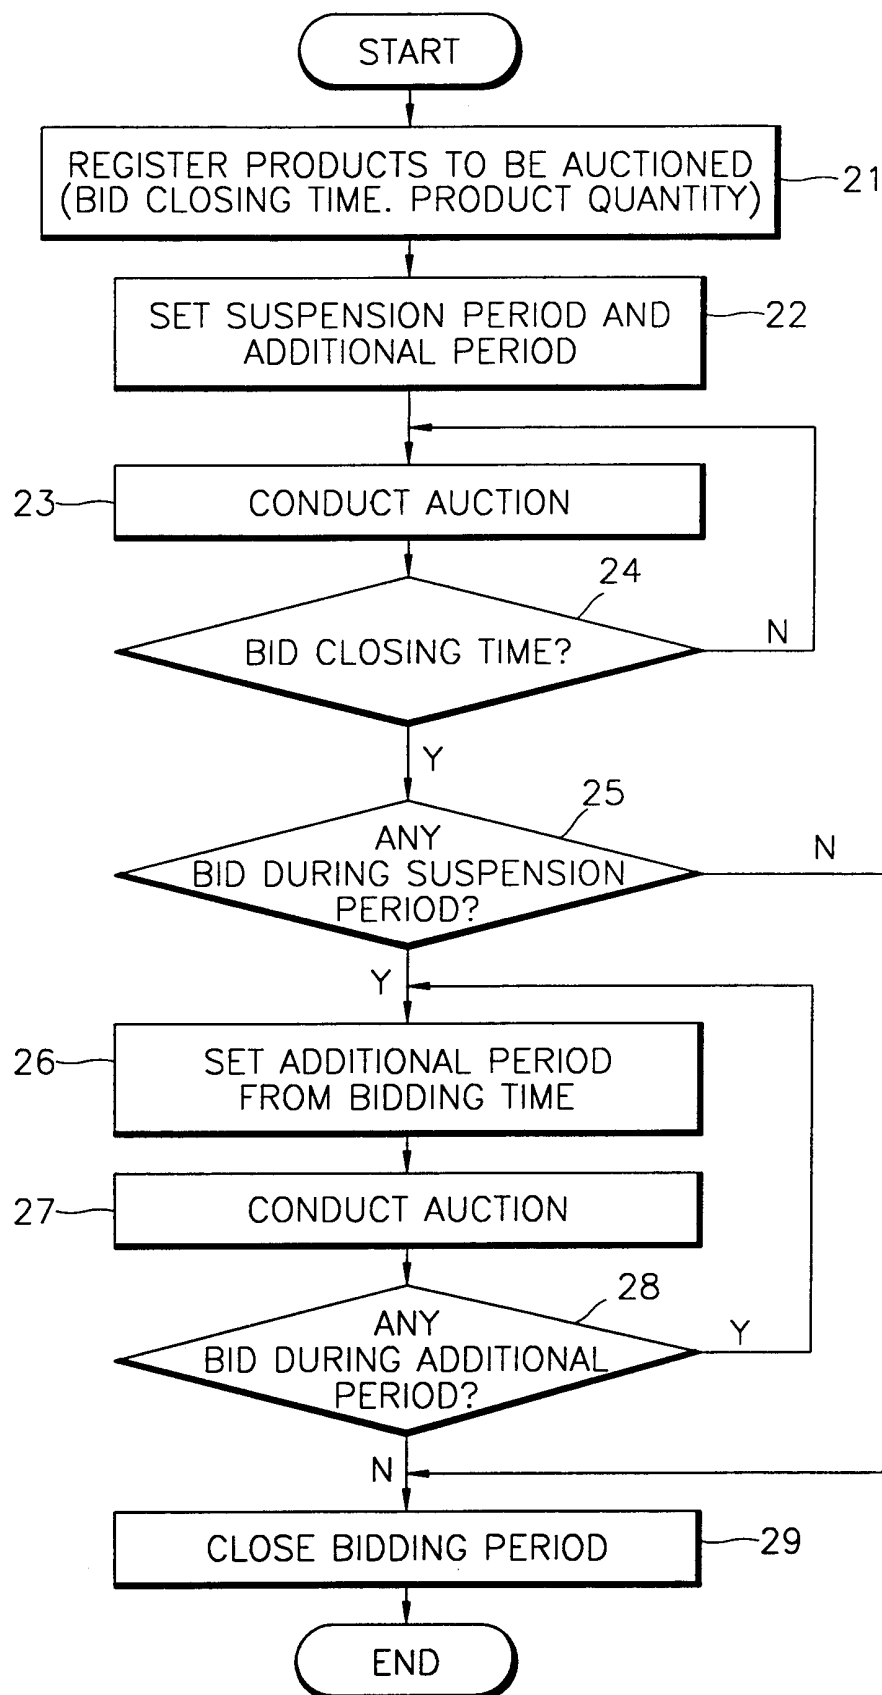 START
REGISTER PRODUCTS TO BE AUCTIONED
(BID CLOSING TIME. PRODUCT QUANTITY)
21
SET SUSPENSION PERIOD AND
ADDITIONAL PERIOD
22
23
CONDUCT AUCTION
24
BID CLOSING TIME?
N
Y
25
ANY
BID DURING SUSPENSION
PERIOD?
N
Y
26
SET ADDITIONAL PERIOD
FROM BIDDING TIME
27
CONDUCT AUCTION
28
ANY
BID DURING ADDITIONAL
PERIOD?
Y
N
CLOSE BIDDING PERIOD
29
END